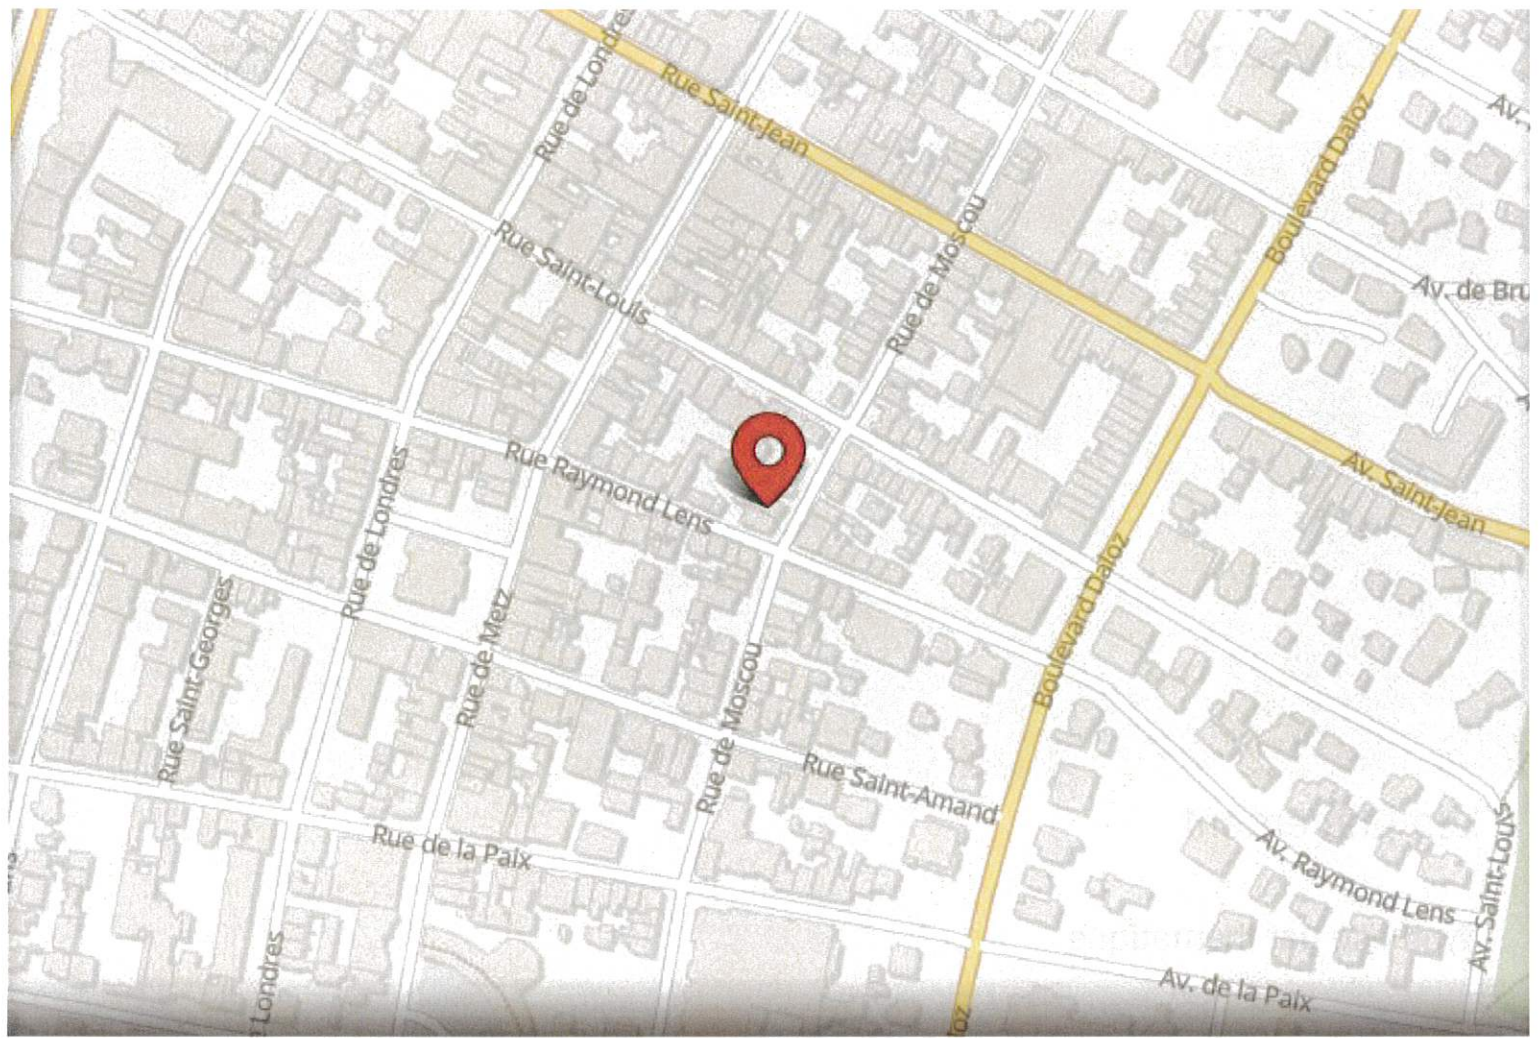 Rue de Londres
Rue Saint-Jean
Av.
Boulevard Daloz
Rue de Moscou
Rue Saint-Louis
Av. de Bru
Rue Raymond Lens
Rue de Londres
Av. Saint-Jean
Rue Saint-Georges
Rue de Metz
Boulevard Daloz
Rue de Moscou
Rue Saint-Amand
Rue de la Paix
Av. Raymond Lens
Av. Saint-Louis
Londres
Av. de la Paix
loz